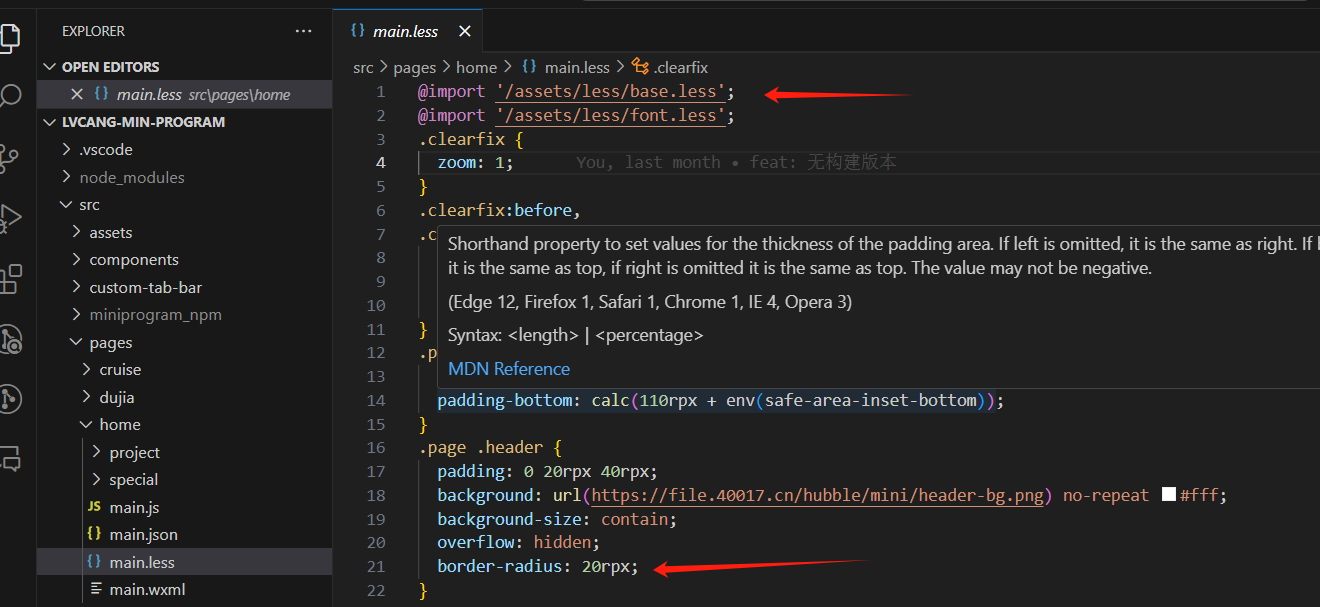 EXPLORER
OPEN EDITORS
main.less src\pages\home
LVCANG-MIN-PROGRAM
.vscode
node_modules
src
assets
components
custom-tab-bar
miniprogram_npm
pages
cruise
dujia
home
project
special
JS main.js
{} main.json
{} main.less
main.wxml
{} main.less
src > pages > home > {} main.less > .clearfix
1 @import '/assets/less/base.less';
2 @import '/assets/less/font.less';
3 .clearfix {
4 zoom: 1; You, last month • feat: 无构建版本
5 }
6 .clearfix:before,
7 .c
Shorthand property to set values for the thickness of the padding area. If left is omitted, it is the same as right. If
8
it is the same as top, if right is omitted it is the same as top. The value may not be negative.
9
10 (Edge 12, Firefox 1, Safari 1, Chrome 1, IE 4, Opera 3)
11 } Syntax: <length> | <percentage>
12 .p
13 MDN Reference
14 padding-bottom: calc(110rpx + env(safe-area-inset-bottom));
15 }
16 .page .header {
17 padding: 0 20rpx 40rpx;
18 background: url(https://file.40017.cn/hubble/mini/header-bg.png) no-repeat #fff;
19 background-size: contain;
20 overflow: hidden;
21 border-radius: 20rpx;
22 }